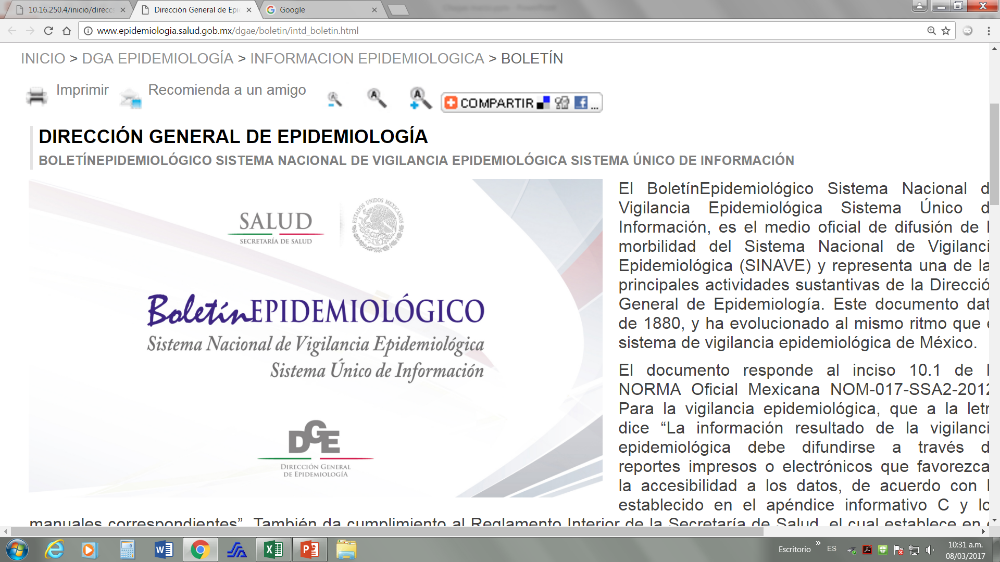 10.16.250.4/inicio/direccs
Dirección General de Epi
Google
www.epidemiologia.salud.gob.mx/dgae/boletin/intd_boletin.html
INICIO > DGA EPIDEMIOLOGÍA > INFORMACION EPIDEMIOLOGICA > BOLETÍN
Imprimir
Recomienda a un amigo
COMPARTIR ...
DIRECCIÓN GENERAL DE EPIDEMIOLOGÍA
BOLETÍNEPIDEMIOLÓGICO SISTEMA NACIONAL DE VIGILANCIA EPIDEMIOLÓGICA SISTEMA ÚNICO DE INFORMACIÓN
SALUD
SECRETARÍA DE SALUD
ESTADOS UNIDOS MEXICANOS
BoletínEPIDEMIOLÓGICO
Sistema Nacional de Vigilancia Epidemiológica
Sistema Único de Información
DGE
DIRECCIÓN GENERAL
DE EPIDEMIOLOGÍA
El BoletínEpidemiológico Sistema Nacional d
Vigilancia Epidemiológica Sistema Único d
Información, es el medio oficial de difusión de l
morbilidad del Sistema Nacional de Vigilanci
Epidemiológica (SINAVE) y representa una de la
principales actividades sustantivas de la Direcció
General de Epidemiología. Este documento dat
de 1880, y ha evolucionado al mismo ritmo que e
sistema de vigilancia epidemiológica de México.
El documento responde al inciso 10.1 de l
NORMA Oficial Mexicana NOM-017-SSA2-2012
Para la vigilancia epidemiológica, que a la letr
dice “La información resultado de la vigilanci
epidemiológica debe difundirse a través d
reportes impresos o electrónicos que favorezca
la accesibilidad a los datos, de acuerdo con l
establecido en el apéndice informativo C y lo
manuales correspondientes”. También da cumplimiento al Reglamento Interior de la Secretaría de Salud, el cual establece en e
Escritorio
ES
10:31 a.m.
08/03/2017